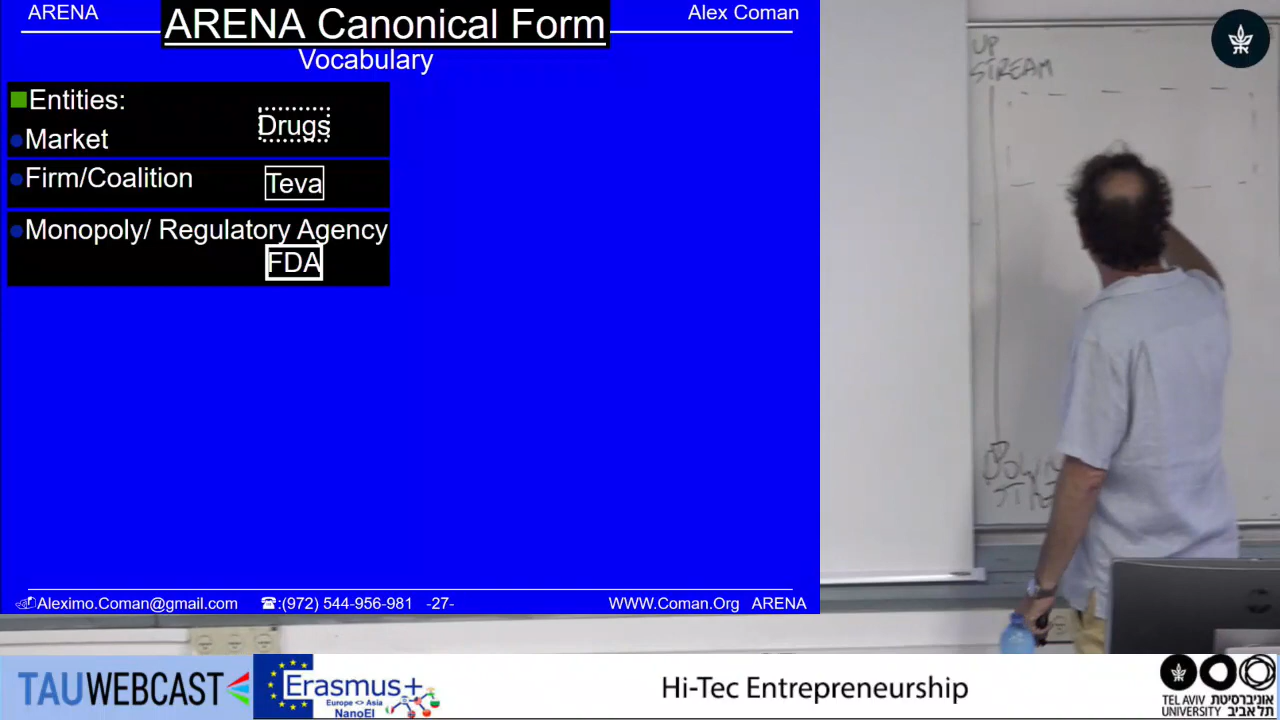 ARENA
ARENA Canonical Form
Alex Coman
Vocabulary
Entities:
Market
Drugs
Firm/Coalition
Teva
Monopoly/ Regulatory Agency
FDA
Aleximo.Coman@gmail.com
☎:(972) 544-956-981
-27-
WWW.Coman.Org
ARENA
UP
STREAM
TAUWEBCAST
Erasmus+
Europe <> Asia
NanoEl
Hi-Tec Entrepreneurship
TEL AVIV
UNIVERSITY
אוניברסיטת
תל אביב